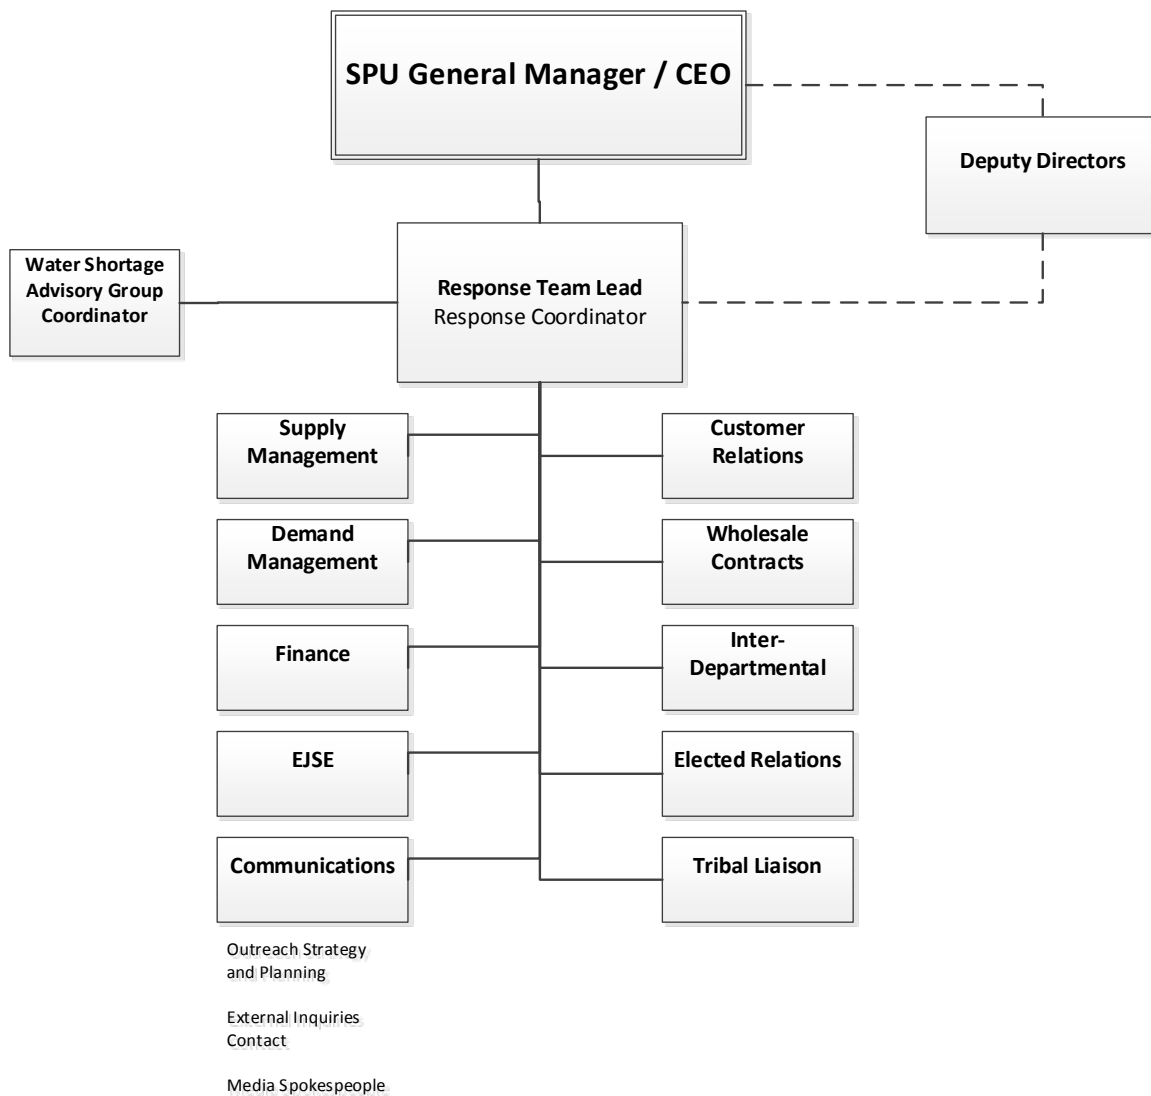 SPU General Manager / CEO
Deputy Directors
Water Shortage
Advisory Group
Coordinator
Response Team Lead
Response Coordinator
Supply
Management
Customer
Relations
Demand
Management
Wholesale
Contracts
Finance
Inter-
Departmental
EJSE
Elected Relations
Communications
Tribal Liaison
Outreach Strategy
and Planning
External Inquiries
Contact
Media Spokespeople